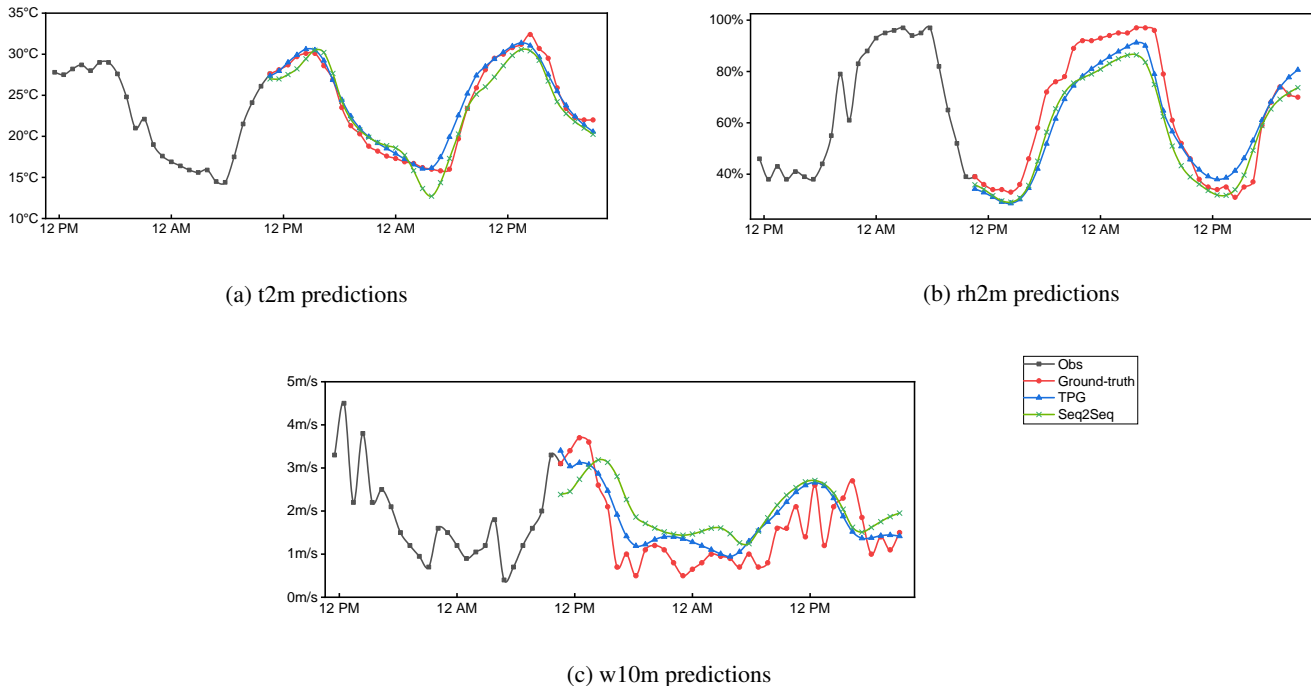 35°C
30°C
25°C
20°C
15°C
10°C
12 PM 12 AM 12 PM 12 AM 12 PM
(a) t2m predictions
100%
80%
60%
40%
12 PM 12 AM 12 PM 12 AM 12 PM
(b) rh2m predictions
5m/s
4m/s
3m/s
2m/s
1m/s
0m/s
12 PM 12 AM 12 PM 12 AM 12 PM
(c) w10m predictions
Obs
Ground-truth
TPG
Seq2Seq